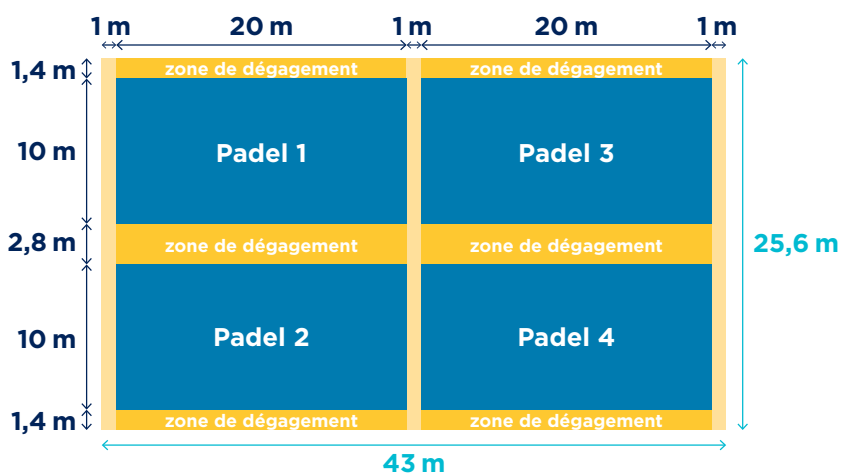 1 m 20 m 1 m 20 m 1 m
1,4 m zone de dégagement zone de dégagement
10 m Padel 1 Padel 3
2,8 m zone de dégagement zone de dégagement 25,6 m
10 m Padel 2 Padel 4
1,4 m zone de dégagement zone de dégagement
43 m